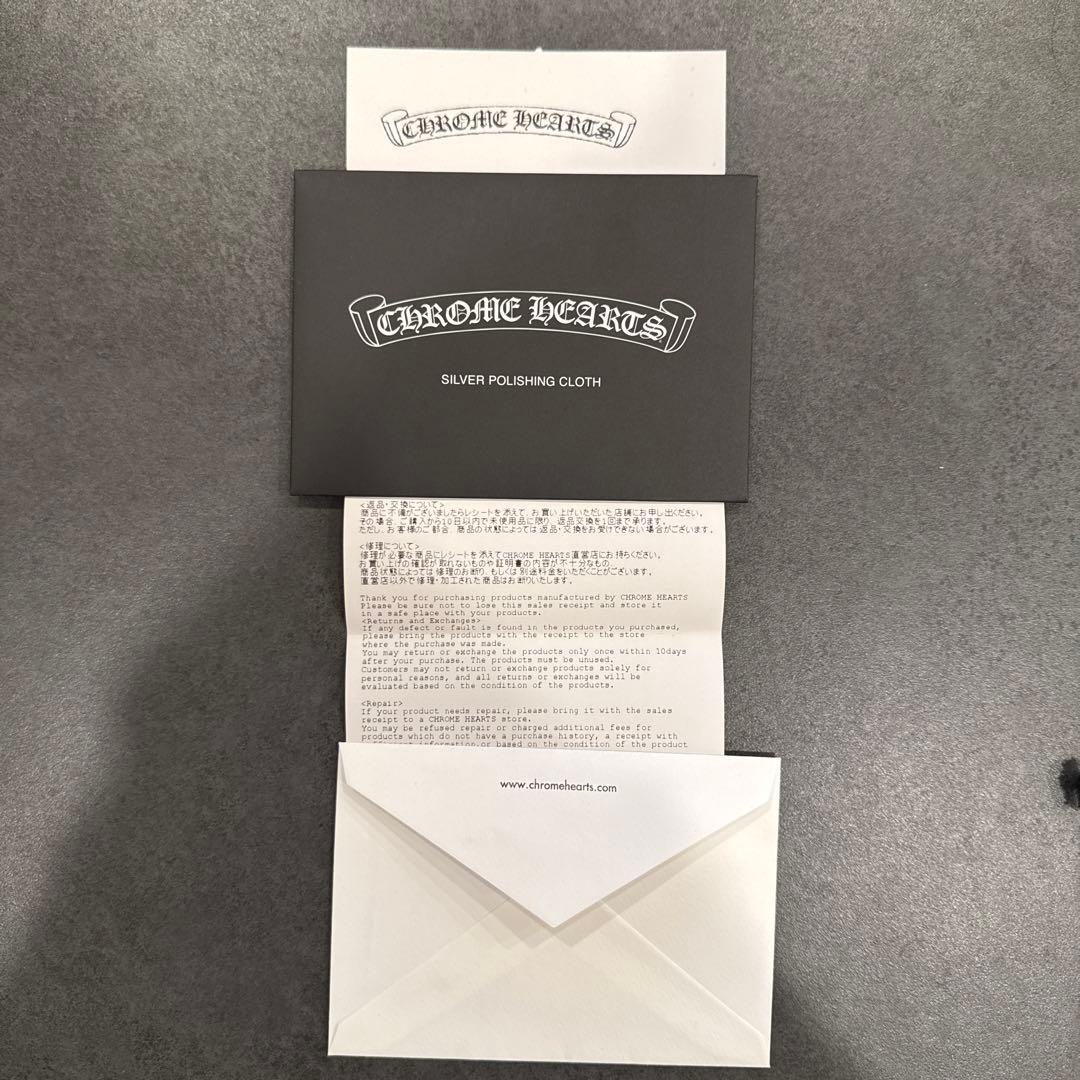 CHROME HEARTS
CHROME HEARTS
SILVER POLISHING CLOTH
<返品・交換について>
商品に不備がございましたらレシートを添えて、お買い上げいただいた店舗にお申し出ください。
その場合、ご購入から10日以内で未使用品に限り、返品交換を1回まで承ります。
ただし、お客様のご都合、商品の状態によっては返品・交換をお受けできない場合がございます。
<修理について>
修理が必要な商品にレシートを添えてCHROME HEARTS直営店にお持ちください。
お買い上げの確認が取れないものや証明書の内容が不十分なもの、
商品状態によっては修理のお断り、もしくは別途料金をいただくことがございます。
直営店以外で修理・加工された商品はお断りいたします。
Thank you for purchasing products manufactured by CHROME HEARTS
Please be sure not to lose this sales receipt and store it
in a safe place with your products.
<Returns and Exchanges>
If any defect or fault is found in the products you purchased,
please bring the products with the receipt to the store
where the purchase was made.
You may return or exchange the products only once within 10days
after your purchase. The products must be unused.
Customers may not return or exchange products solely for
personal reasons, and all returns or exchanges will be
evaluated based on the condition of the products.
<Repair>
If your product needs repair, please bring it with the sales
receipt to a CHROME HEARTS store.
You may be refused repair or charged additional fees for
products which do not have a purchase history, a receipt with
information,or based on the condition of the product
www.chromehearts.com